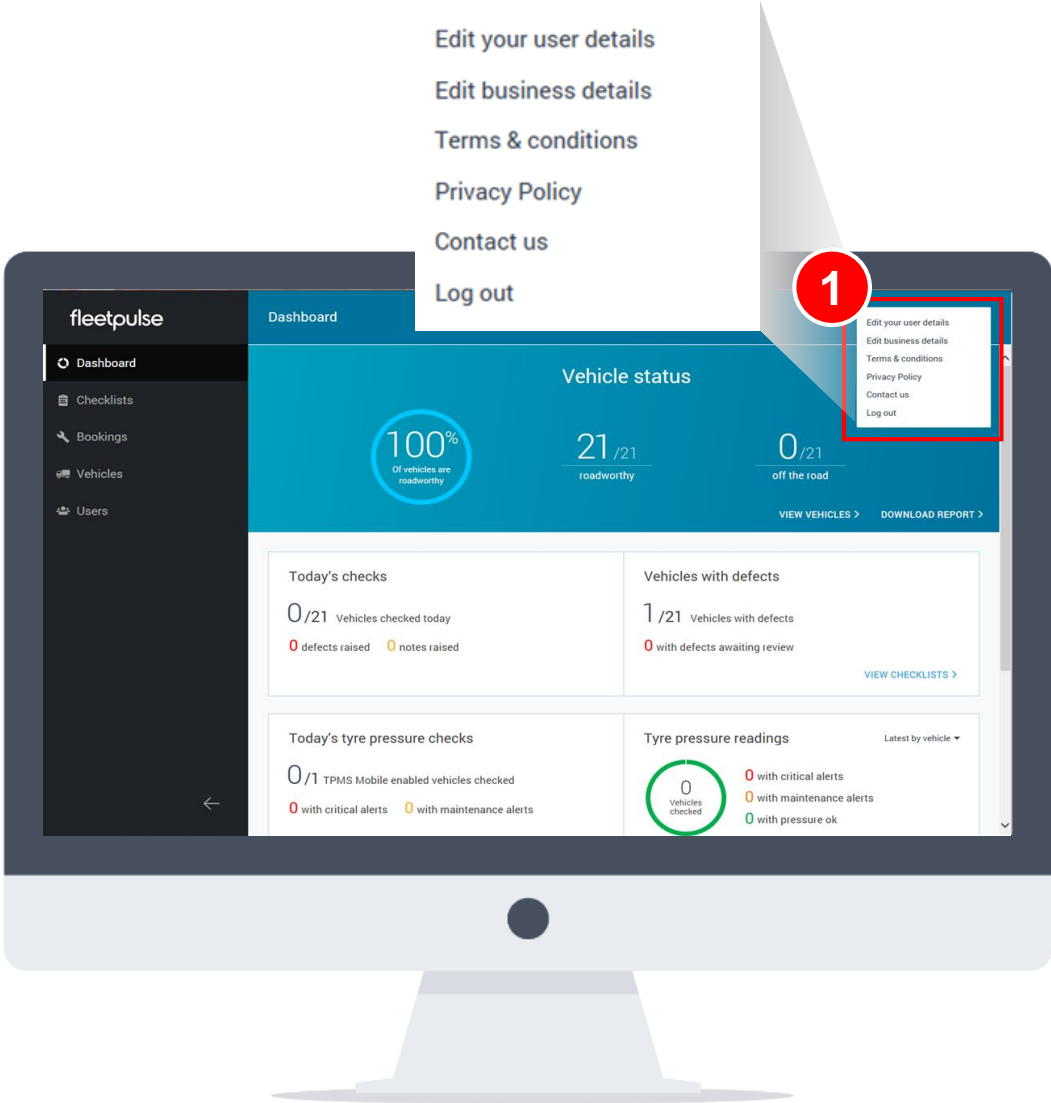 Edit your user details
Edit business details
Terms & conditions
Privacy Policy
Contact us
Log out
1
fleetpulse
Dashboard
Checklists
Bookings
Vehicles
Users
Dashboard
Edit your user details
Edit business details
Terms & conditions
Privacy Policy
Contact us
Log out
Vehicle status
100%
Of vehicles are
roadworthy
21 /21
roadworthy
0/21
off the road
VIEW VEHICLES >
DOWNLOAD REPORT >
Today's checks
0/21 Vehicles checked today
0 defects raised 0 notes raised
Vehicles with defects
1/21 Vehicles with defects
0 with defects awaiting review
VIEW CHECKLISTS >
Today's tyre pressure checks
0/1 TPMS Mobile enabled vehicles checked
0 with critical alerts 0 with maintenance alerts
Tyre pressure readings
Latest by vehicle
0
Vehicles
checked
0 with critical alerts
0 with maintenance alerts
0 with pressure ok